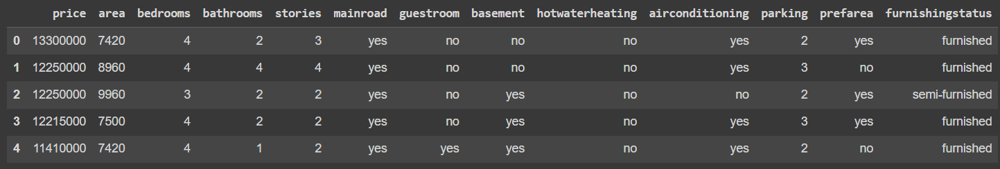 price area bedrooms bathrooms stories mainroad guestroom basement hotwaterheating airconditioning parking prefarea furnishingstatus
0 13300000 7420 4 2 3 yes no no no yes 2 yes furnished
1 12250000 8960 4 4 4 yes no no no yes 3 no furnished
2 12250000 9960 3 2 2 yes no yes no no 2 yes semi-furnished
3 12215000 7500 4 2 2 yes no yes no yes 3 yes furnished
4 11410000 7420 4 1 2 yes yes yes no yes 2 no furnished